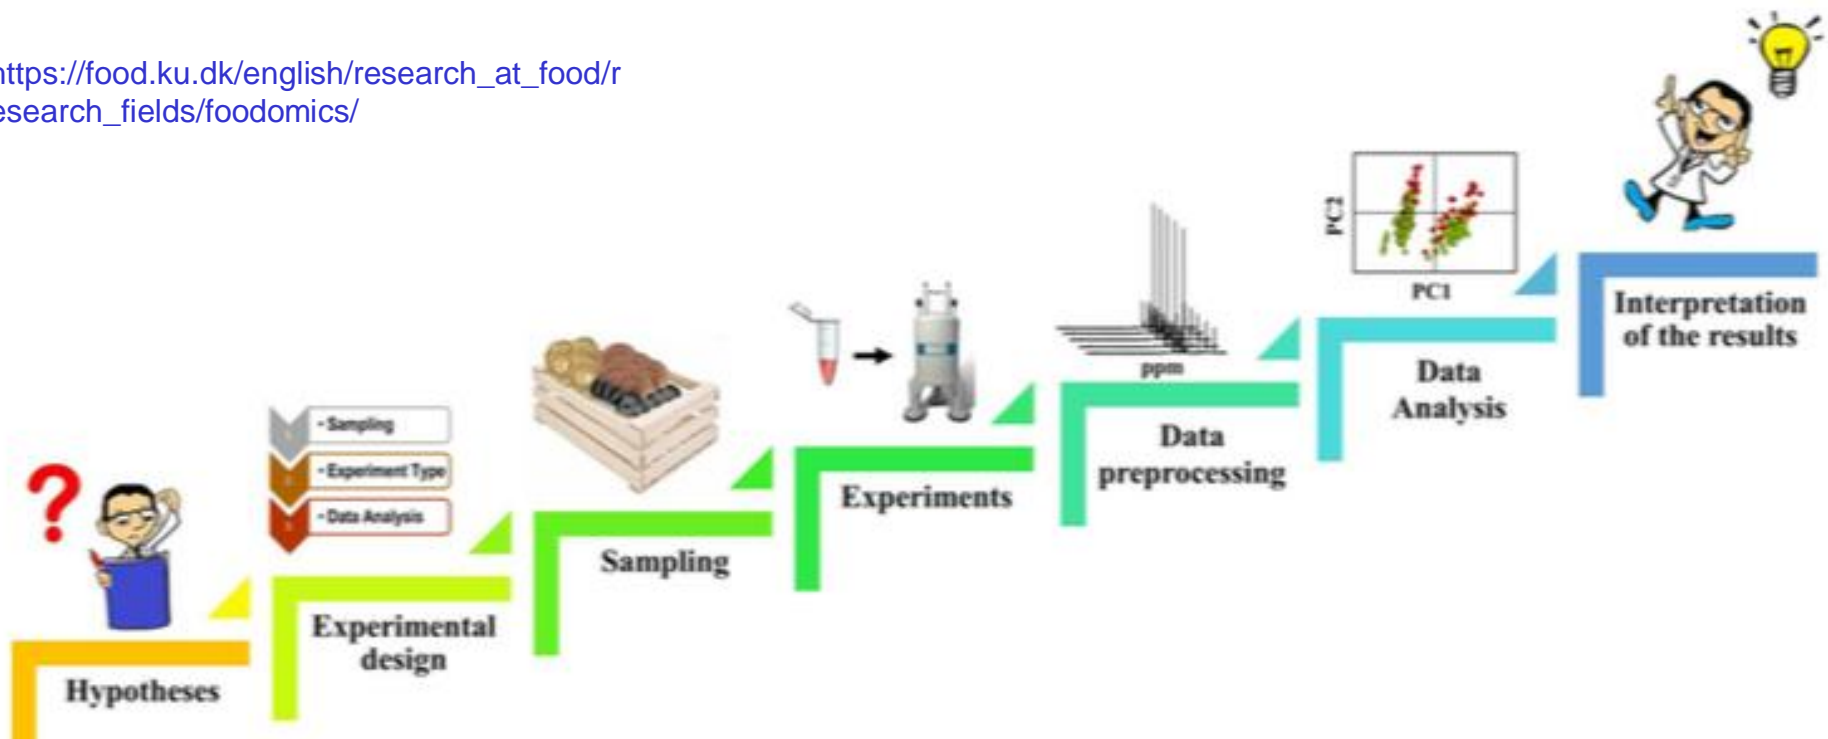 https://food.ku.dk/english/research_at_food/r
esearch_fields/foodomics/
Hypotheses
- Sampling
- Experiment Type
- Data Analysis
Experimental
design
Sampling
Experiments
ppm
Data
preprocessing
PC2
PC1
Data
Analysis
Interpretation
of the results